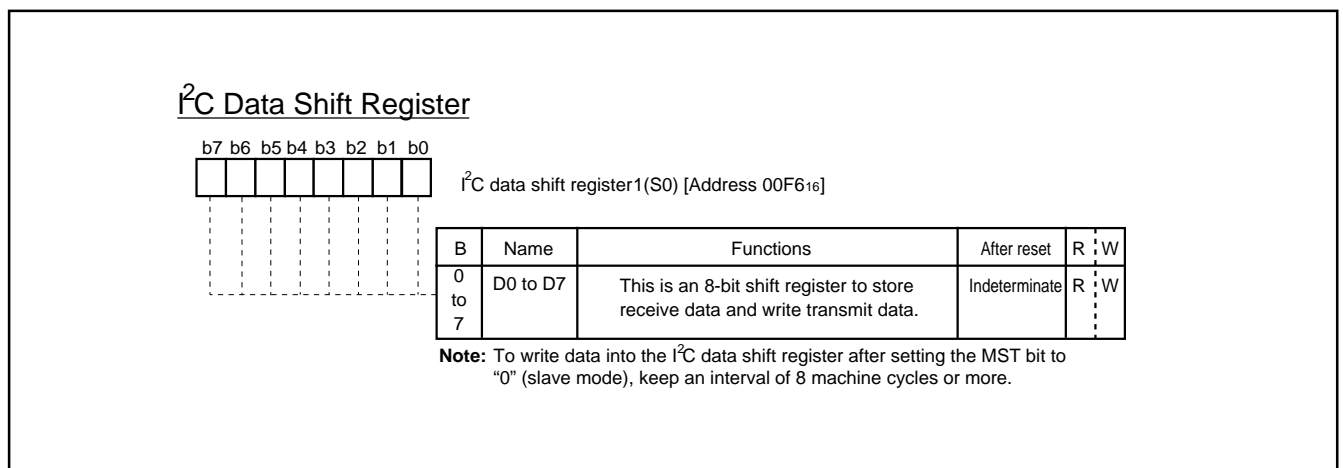 I²C Data Shift Register
b7 b6 b5 b4 b3 b2 b1 b0
I²C data shift register1(S0) [Address 00F6₁₆]
B Name Functions After reset R W
0 to 7 D0 to D7 This is an 8-bit shift register to store Indeterminate R W
receive data and write transmit data.
Note: To write data into the I²C data shift register after setting the MST bit to
“0” (slave mode), keep an interval of 8 machine cycles or more.